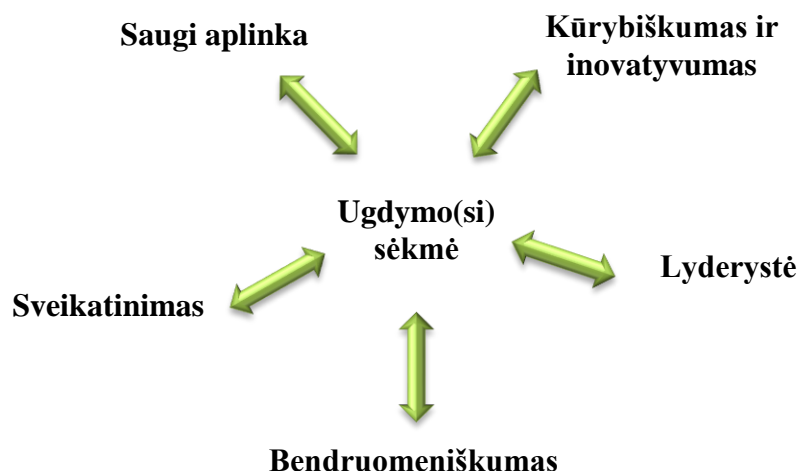 Saugi aplinka
Kūrybiškumas ir
inovatyvumas
Ugdymo(si)
sėkmė
Lyderystė
Sveikatinimas
Bendruomeniškumas